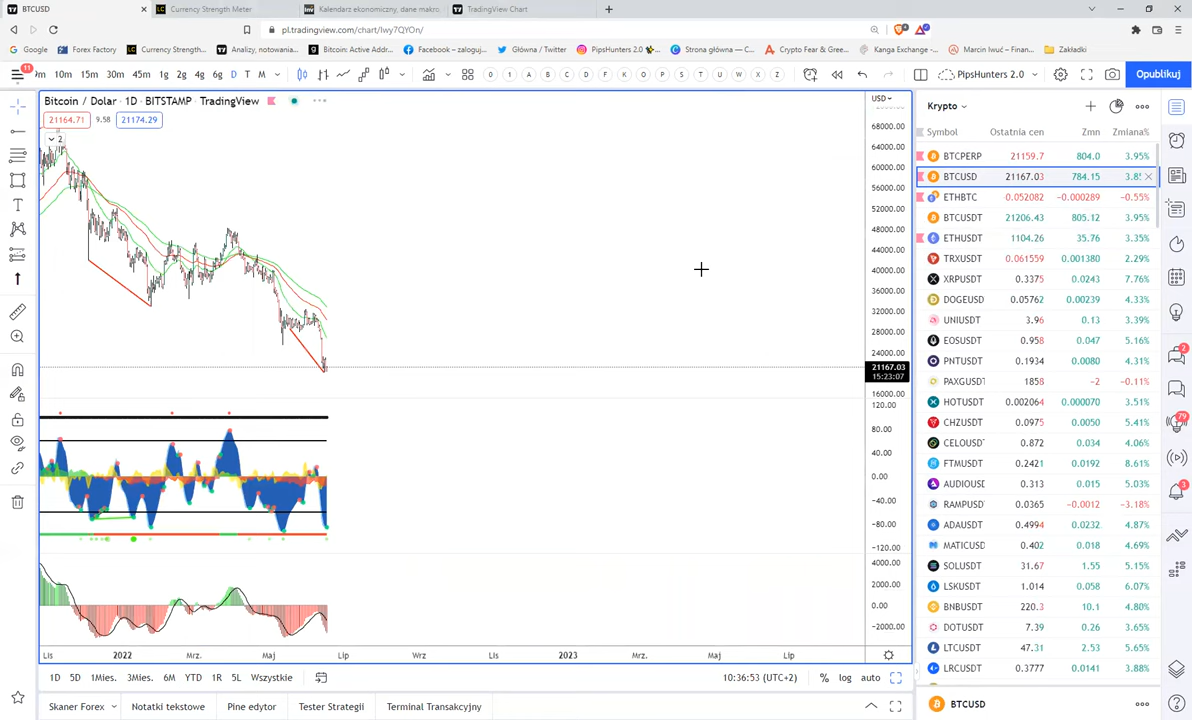 BTCUSD
Currency Strength Meter
Kalendarz ekonomiczny, dane makro.
TradingView Chart
pl.tradingview.com/chart/lwy7QYOn/
Google
Forex Factory
Currency Strength...
Analizy, notowania...
Bitcoin: Active Addr...
Facebook – zaloguj...
Główna / Twitter
PipsHunters 2.0
Strona główna — C...
Crypto Fear & Gree...
Kanga Exchange -...
Marcin Iwuć – Finan...
Zakładki
11
10m 15m 30m 45m 1g 2g 4g 6g D T M
0 1 A B C D F K O P S T U W X Z
PipsHunters 2.0
Opublikuj
Bitcoin / Dolar · 1D · BITSTAMP · TradingView
21164.71 9.58 21174.29
2
USD
68000.00
64000.00
60000.00
56000.00
52000.00
48000.00
44000.00
40000.00
36000.00
32000.00
28000.00
24000.00
21167.03
15:23:07
16000.00
120.00
80.00
40.00
0.00
−40.00
−80.00
−120.00
4000.00
2000.00
0.00
−2000.00
Lis 2022 Mrz. Maj Lip Wrz Lis 2023 Mrz. Maj Lip
1D 5D 1Mies. 3Mies. 6M YTD 1R 5L Wszystkie
10:36:53 (UTC+2) % log auto
Skaner Forex Notatki tekstowe Pine edytor Tester Strategii Terminal Transakcyjny
Krypto
Symbol Ostatnia cen Zmn Zmiana%
BTCPERP 21159.7 804.0 3.95%
BTCUSD 21167.03 784.15 3.85
ETHBTC 0.052082 −0.000289 −0.55%
BTCUSDT 21206.43 805.12 3.95%
ETHUSDT 1104.26 35.76 3.35%
TRXUSDT 0.061559 0.001380 2.29%
XRPUSDT 0.3375 0.0243 7.76%
DOGEUSD 0.05762 0.00239 4.33%
UNIUSDT 3.96 0.13 3.39%
EOSUSDT 0.958 0.047 5.16%
PNTUSDT 0.1934 0.0080 4.31%
PAXGUSDT 1858 −2 −0.11%
HOTUSDT 0.002064 0.000070 3.51%
CHZUSDT 0.0975 0.0050 5.41%
CELOUSDT 0.872 0.034 4.06%
FTMUSDT 0.2421 0.0192 8.61%
AUDIOUSD 0.313 0.015 5.03%
RAMPUSDT 0.0365 −0.0012 −3.18%
ADAUSDT 0.4994 0.0232 4.87%
MATICUSD 0.402 0.018 4.69%
SOLUSDT 31.67 1.55 5.15%
LSKUSDT 1.014 0.058 6.07%
BNBUSDT 220.3 10.1 4.80%
DOTUSDT 7.39 0.26 3.65%
LTCUSDT 47.31 2.53 5.65%
LRCUSDT 0.3777 0.0141 3.88%
BTCUSD
2
79
3